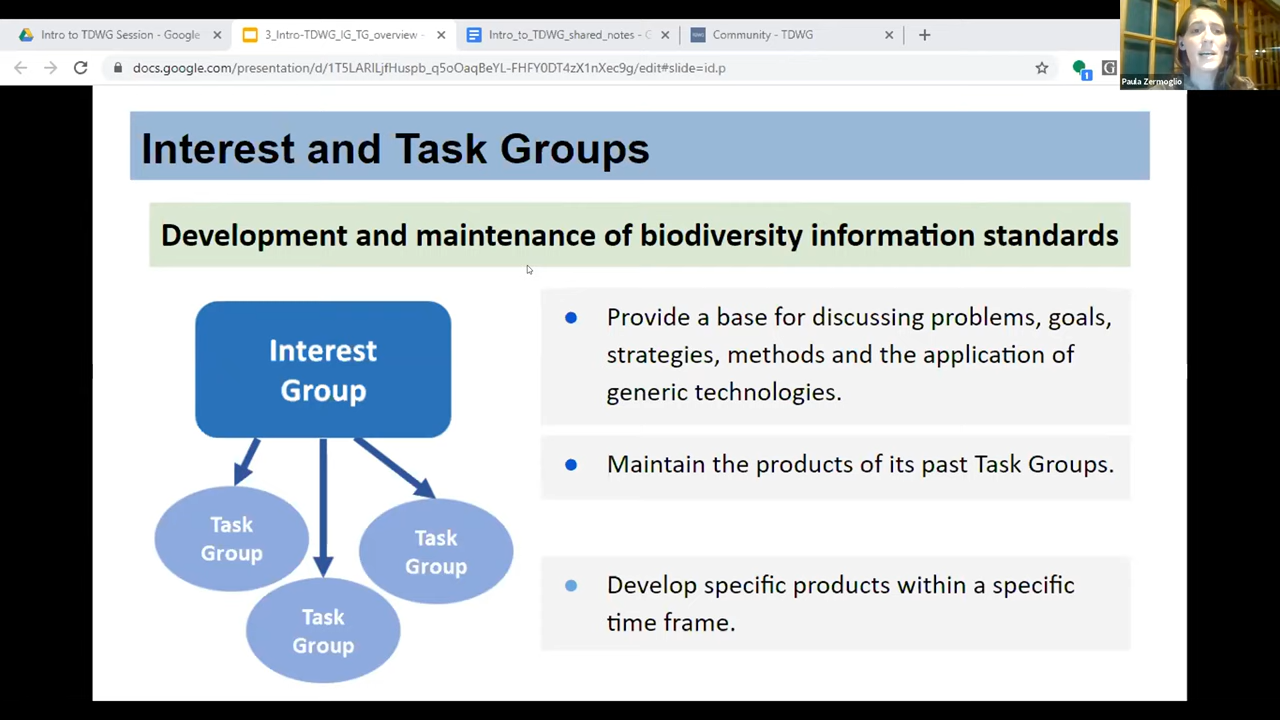 Intro to TDWG Session - Google
3_Intro-TDWG_IG_TG_overview -
Intro_to_TDWG_shared_notes - G
Community - TDWG
docs.google.com/presentation/d/1T5LARlLjfHuspb_q5oOaqBeYL-FHFY0DT4zX1nXec9g/edit#slide=id.p
1
Paula Zermoglio
Interest and Task Groups
Development and maintenance of biodiversity information standards
Interest
Group
Task
Group
Task
Group
Task
Group
Provide a base for discussing problems, goals,
strategies, methods and the application of
generic technologies.
Maintain the products of its past Task Groups.
Develop specific products within a specific
time frame.